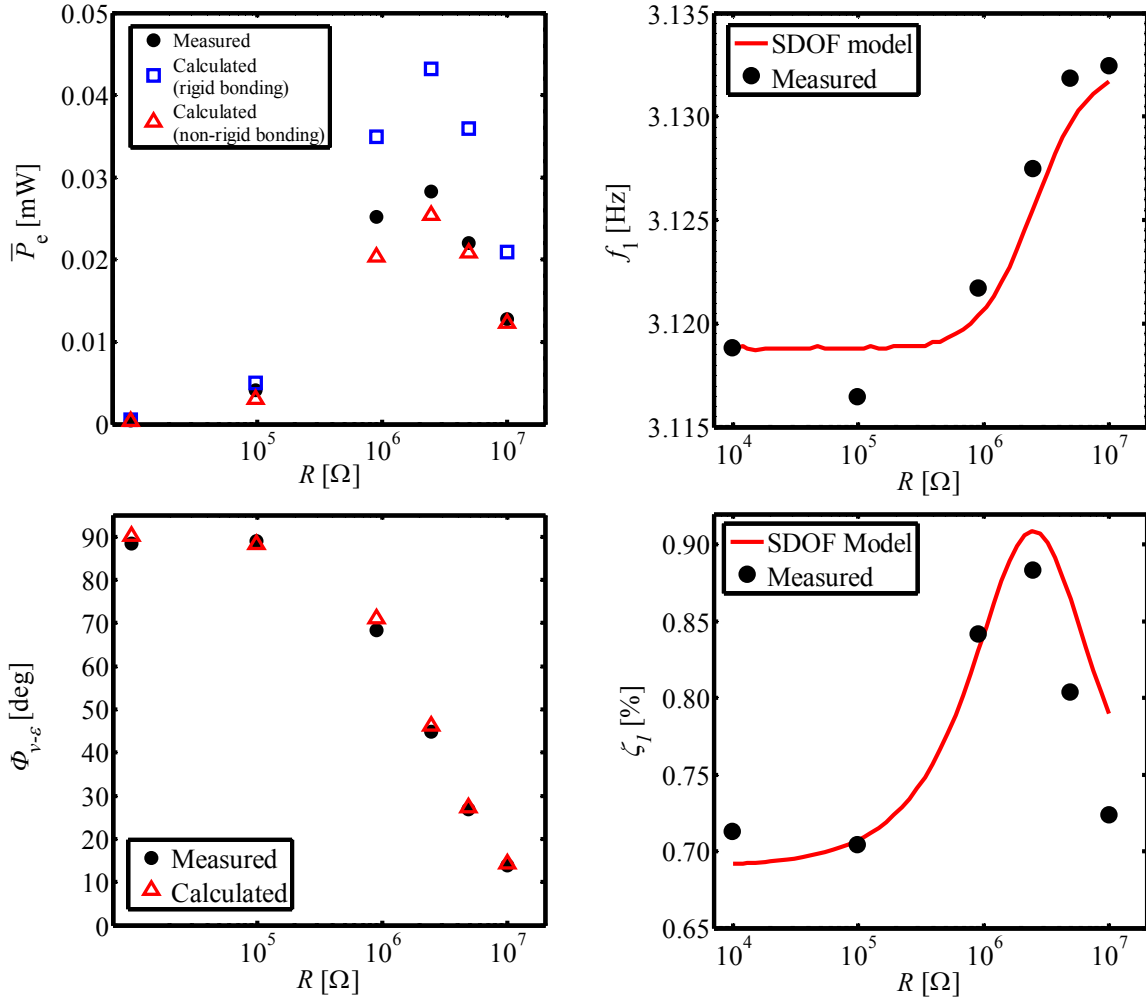 0.05
0.04
0.03
0.02
0.01
0
P̅e [mW]
Measured
Calculated
(rigid bonding)
Calculated
(non-rigid bonding)
10^5
10^6
10^7
R [Ω]
3.135
3.130
3.125
3.120
3.115
f1 [Hz]
SDOF model
Measured
10^4
10^5
10^6
10^7
R [Ω]
90
80
70
60
50
40
30
20
10
0
Φv-ε [deg]
Measured
Calculated
10^5
10^6
10^7
R [Ω]
0.90
0.85
0.80
0.75
0.70
0.65
ζ1 [%]
SDOF Model
Measured
10^4
10^5
10^6
10^7
R [Ω]